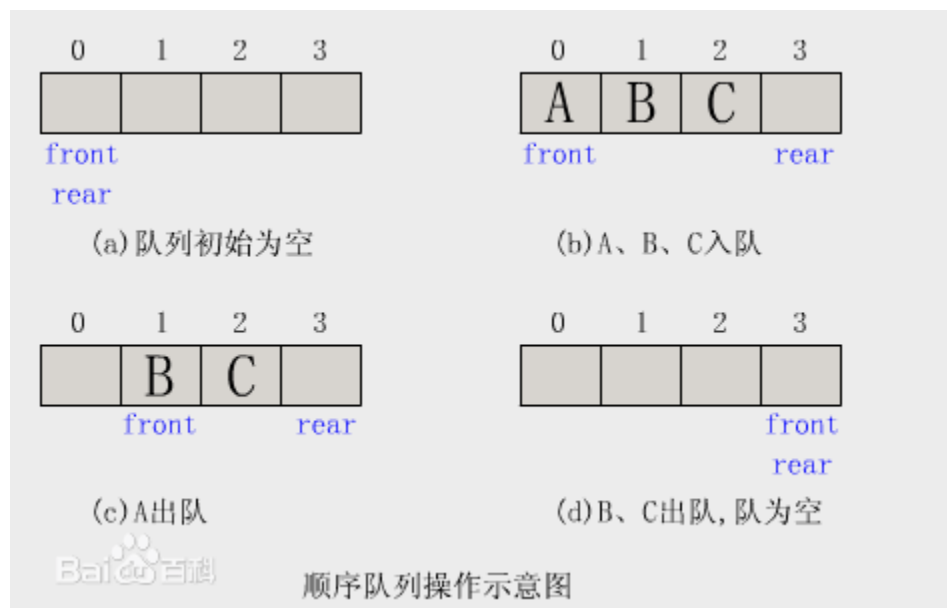 0 1 2 3
front
rear
(a)队列初始为空
0 1 2 3
A B C
front rear
(b)A、B、C入队
0 1 2 3
B C
front rear
(c)A出队
0 1 2 3
front
rear
(d)B、C出队,队为空
Bai百科
顺序队列操作示意图